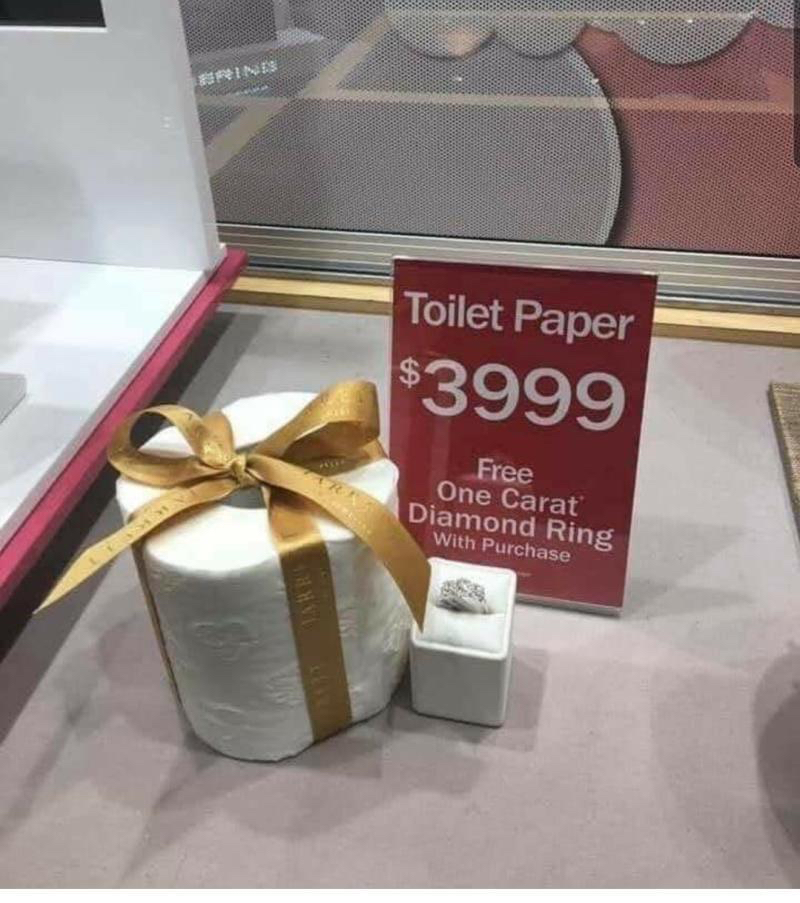 Toilet Paper
$3999
Free
One Carat*
Diamond Ring
With Purchase